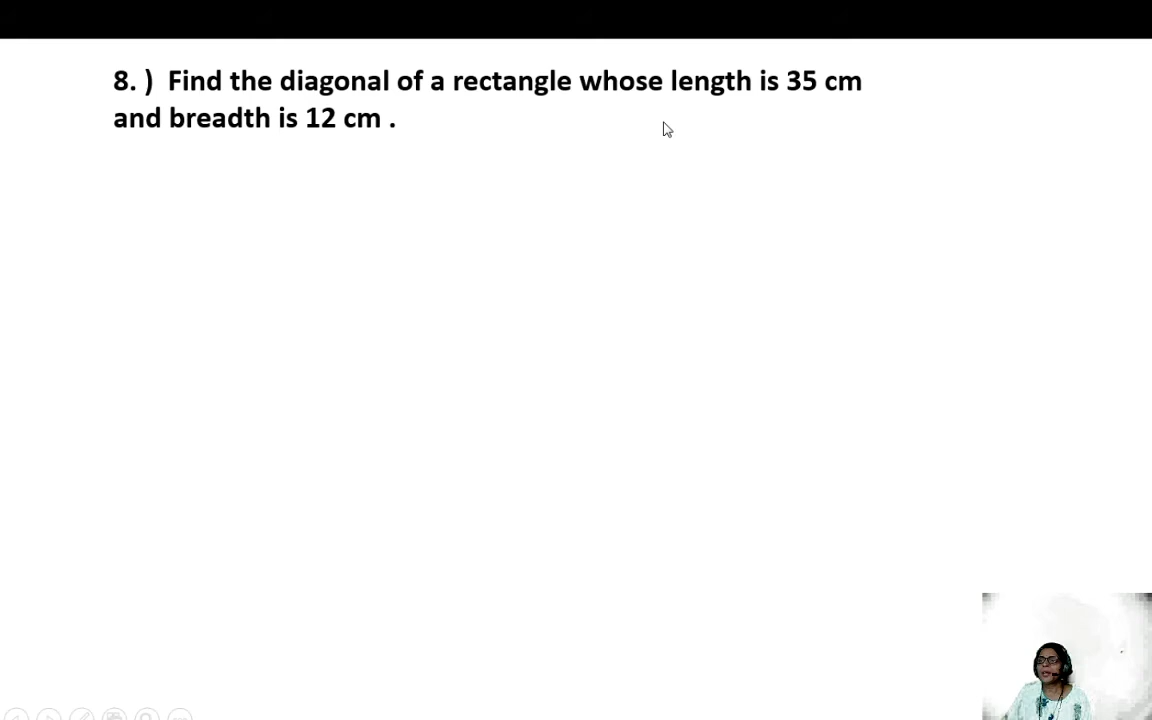 8. )  Find the diagonal of a rectangle whose length is 35 cm
and breadth is 12 cm .